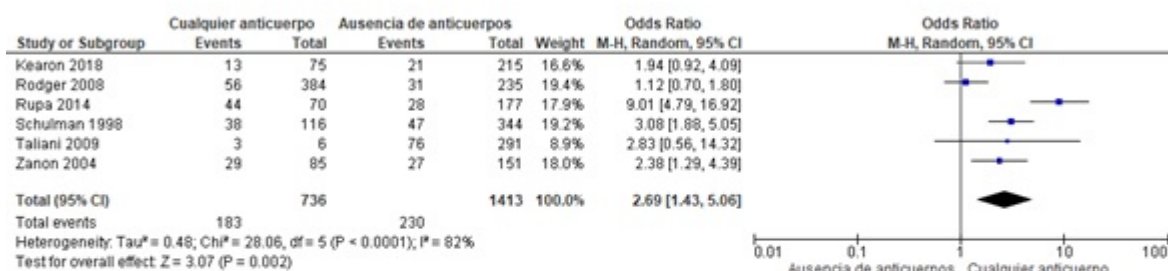 Cualquier anticuerpo Ausencia de anticuerpos Odds Ratio Odds Ratio
Study or Subgroup Events Total Events Total Weight M-H, Random, 95% CI M-H, Random, 95% CI
Kearon 2018 13 75 21 215 16.6% 1.94 [0.92, 4.09]
Rodger 2008 56 384 31 235 19.4% 1.12 [0.70, 1.80]
Rupa 2014 44 70 28 177 17.9% 9.01 [4.79, 16.92]
Schulman 1998 38 116 47 344 19.2% 3.08 [1.88, 5.05]
Taliani 2009 3 6 76 291 8.9% 2.83 [0.56, 14.32]
Zanon 2004 29 85 27 151 18.0% 2.38 [1.29, 4.39]
Total (95% CI) 736 1413 100.0% 2.69 [1.43, 5.06]
Total events 183 230
Heterogeneity: Tau² = 0.48; Chi² = 28.06, df = 5 (P < 0.0001); I² = 82%
Test for overall effect: Z = 3.07 (P = 0.002)
0.01 0.1 1 10 100
Ausencia de anticuerpos Cualquier anticuerpo